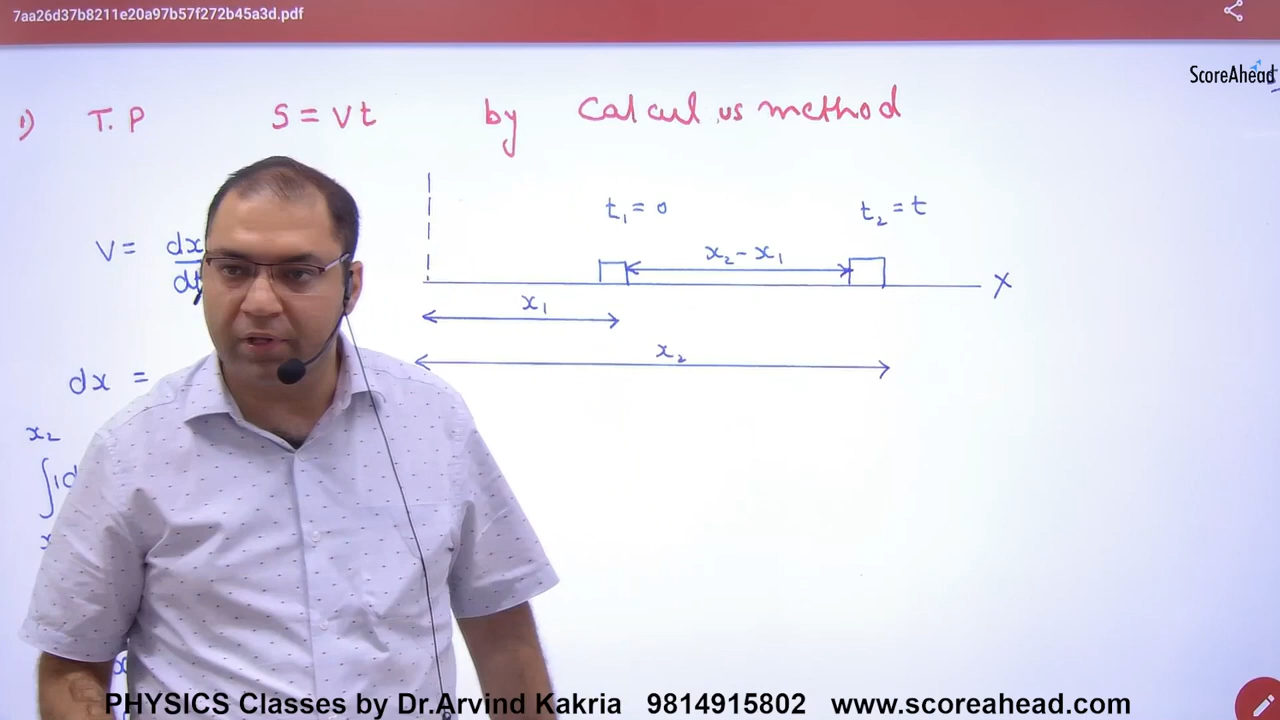 7aa26d37b8211e20a97b57f272b45a3d.pdf
ScoreAhead
1) T.P S = vt by Calculus method
t₁ = 0 t₂ = t
V = dx
x₂ - x₁
X
x₁
x₂
dx =
x₂
PHYSICS Classes by Dr.Arvind Kakria 9814915802 www.scoreahead.com